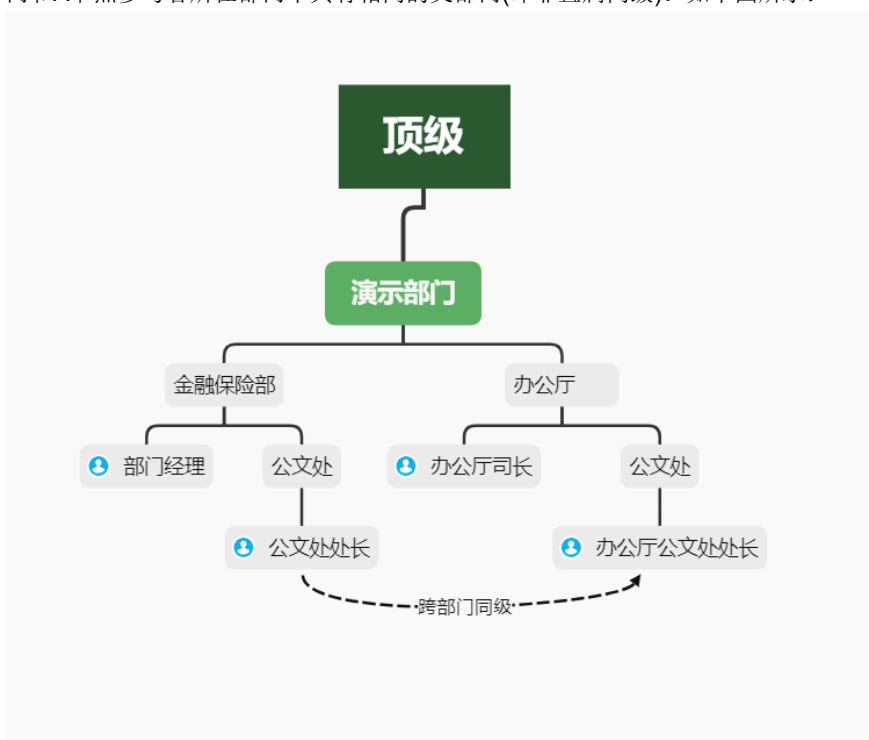 顶级
演示部门
金融保险部
办公厅
部门经理
公文处
办公厅司长
公文处
公文处处长
办公厅公文处处长
跨部门同级